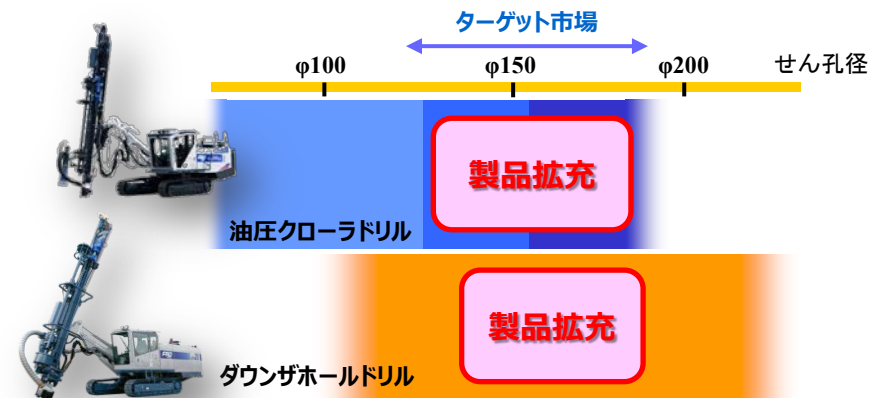 ターゲット市場
φ100 φ150 φ200 せん孔径
製品拡充
油圧クローラドリル
製品拡充
ダウンザホールドリル